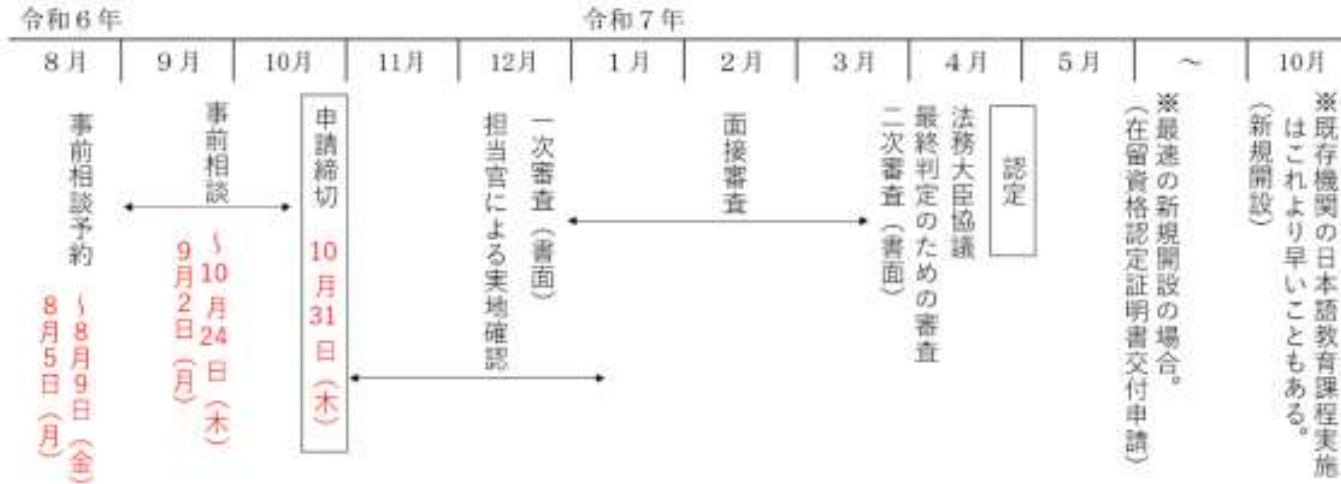 令和6年
令和7年
8月
9月
10月
11月
12月
1月
2月
3月
4月
5月
～
10月
事前相談予約
8月5日（月）
～8月9日（金）
事前相談
9月2日（月）
～10月24日（木）
申請締切　10月31日（木）
一次審査（書面）
担当官による実地確認
面接審査
二次審査（書面）
最終判定のための審査
法務大臣協議
認定
※最速の新規開設の場合。
（在留資格認定証明書交付申請）
※既存機関の日本語教育課程実施
はこれより早いこともある。
（新規開設）